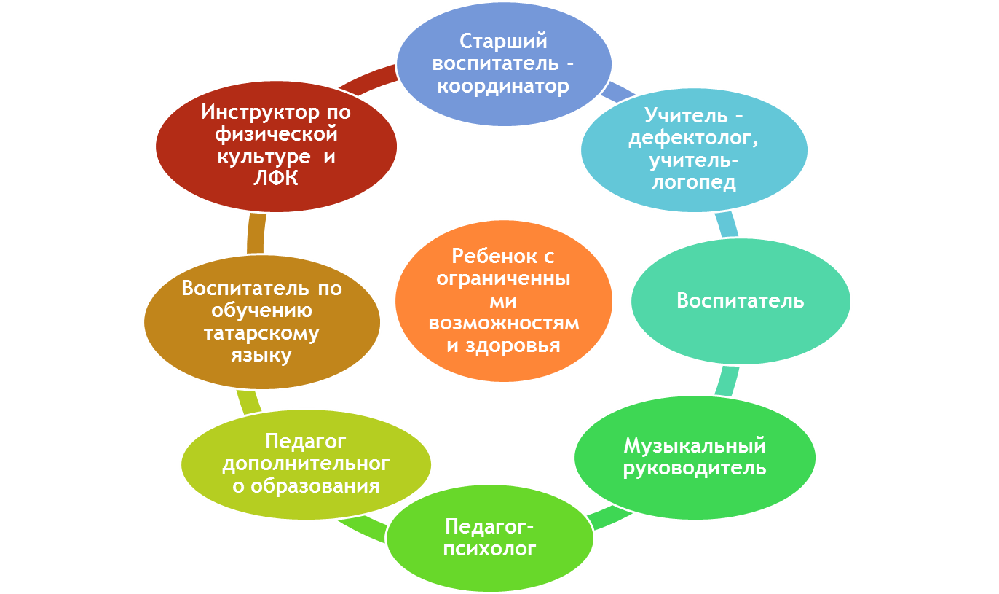 Старший
воспитатель -
координатор
Учитель -
дефектолог,
учитель-
логопед
Воспитатель
Музыкальный
руководитель
Педагог-
психолог
Педагог
дополнительног
о образования
Воспитатель по
обучению
татарскому
языку
Инструктор по
физической
культуре и
ЛФК
Ребенок с
ограниченны
ми
возможностям
и здоровья